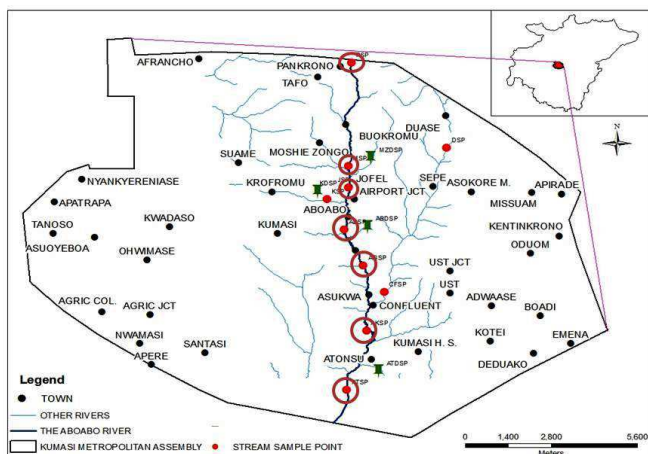 AFRANCHO
PANKRONO
TAFO
BUOKROMU
DUASE
DSP
MOSHIE ZONGO
MZDSP
SUAME
JOFEL
NYANKYERENIASE
KROFROMU
KDSP
KSP
AIRPORT JCT
SEPE
ASOKORE M.
APIRADE
MISSUAM
APATRAPA
ABOABO
ABDSP
TANOSO
KWADASO
KUMASI
KENTINKRONO
ASUOYEBOA
ODUOM
OHWIMASE
UST JCT
ASUKWA
CFSP
UST
CONFLUENT
ADWAASE
AGRIC COL.
AGRIC JCT
BOADI
NWAMASI
SANTASI
KUMASI H. S.
KOTEI
EMENA
APERE
ATONSU
ATDSP
DEDUAKO
ATSP
N
Legend
TOWN
OTHER RIVERS
THE ABOABO RIVER
KUMASI METROPOLITAN ASSEMBLY
STREAM SAMPLE POINT
0 1,400 2,800 5,600
Meters